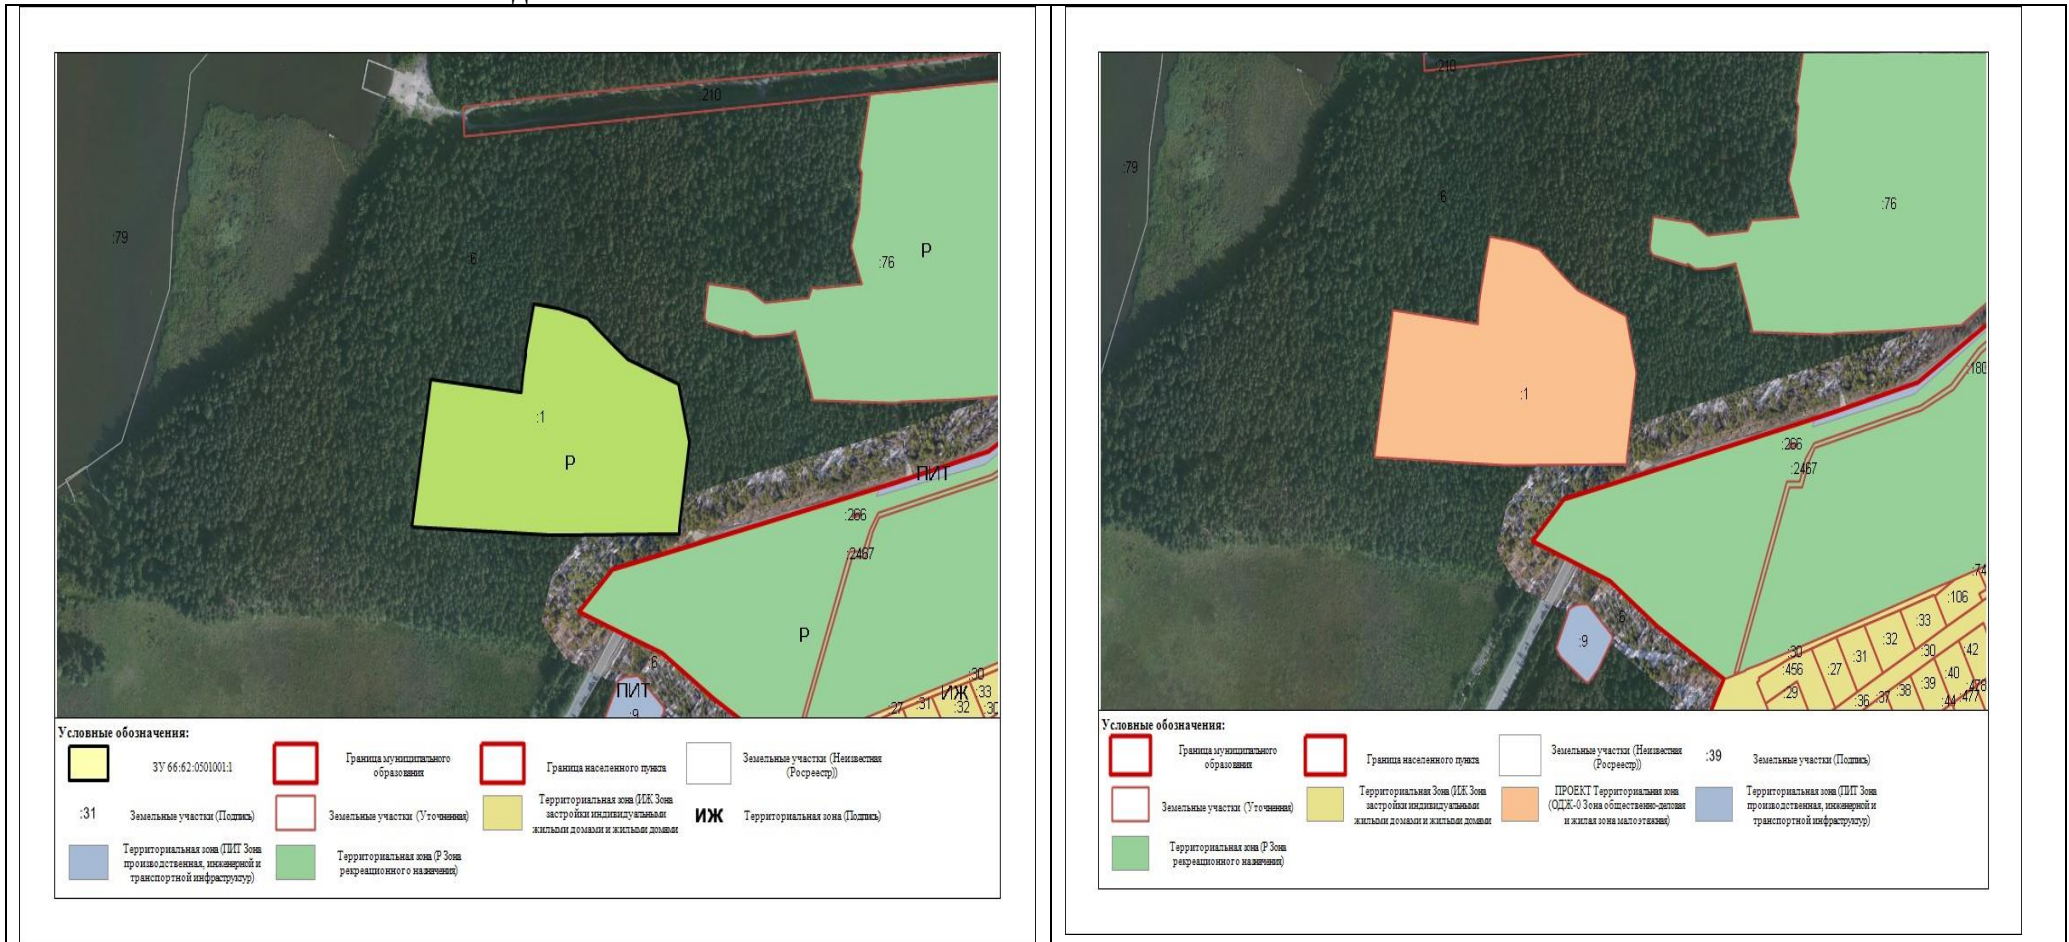 :210
:79
:6
:76
Р
:1
Р
ПИТ
:266
:2467
Р
:6
ПИТ
:9
:30
ИЖ
:33
:27
:31
:32
:30
Условные обозначения:
ЗУ 66:62:0501001:1
Граница муниципального
образования
Граница населенного пункта
Земельные участки (Неизвестная
(Росреестр))
:31
Земельные участки (Подпись)
Земельные участки (Уточненная)
Территориальная зона (ИЖ Зона
застройки индивидуальными
жилыми домами и жилыми домами
ИЖ
Территориальная зона (Подпись)
Территориальная зона (ПИТ Зона
производственная, инженерной и
транспортной инфраструктур)
Территориальная зона (Р Зона
рекреационного назначения)
:210
:79
:6
:76
:1
:180
:266
:2467
:74
:106
:6
:33
:9
:32
:30
:42
:30
:31
:456
:27
:40
:39
:29
:38
:478
:36
:37
:44
:477
Условные обозначения:
Граница муниципального
образования
Граница населенного пункта
Земельные участки (Неизвестная
(Росреестр))
:39
Земельные участки (Подпись)
Земельные участки (Уточненная)
Территориальная Зона (ИЖ Зона
застройки индивидуальными
жилыми домами и жилыми домами
ПРОЕКТ Территориальная зона
(ОДЖ-0 Зона общественно-деловая
и жилая зона малоэтажная)
Территориальная зона (ПИТ Зона
производственная, инженерной и
транспортной инфраструктур)
Территориальная зона (Р Зона
рекреационного назначения)